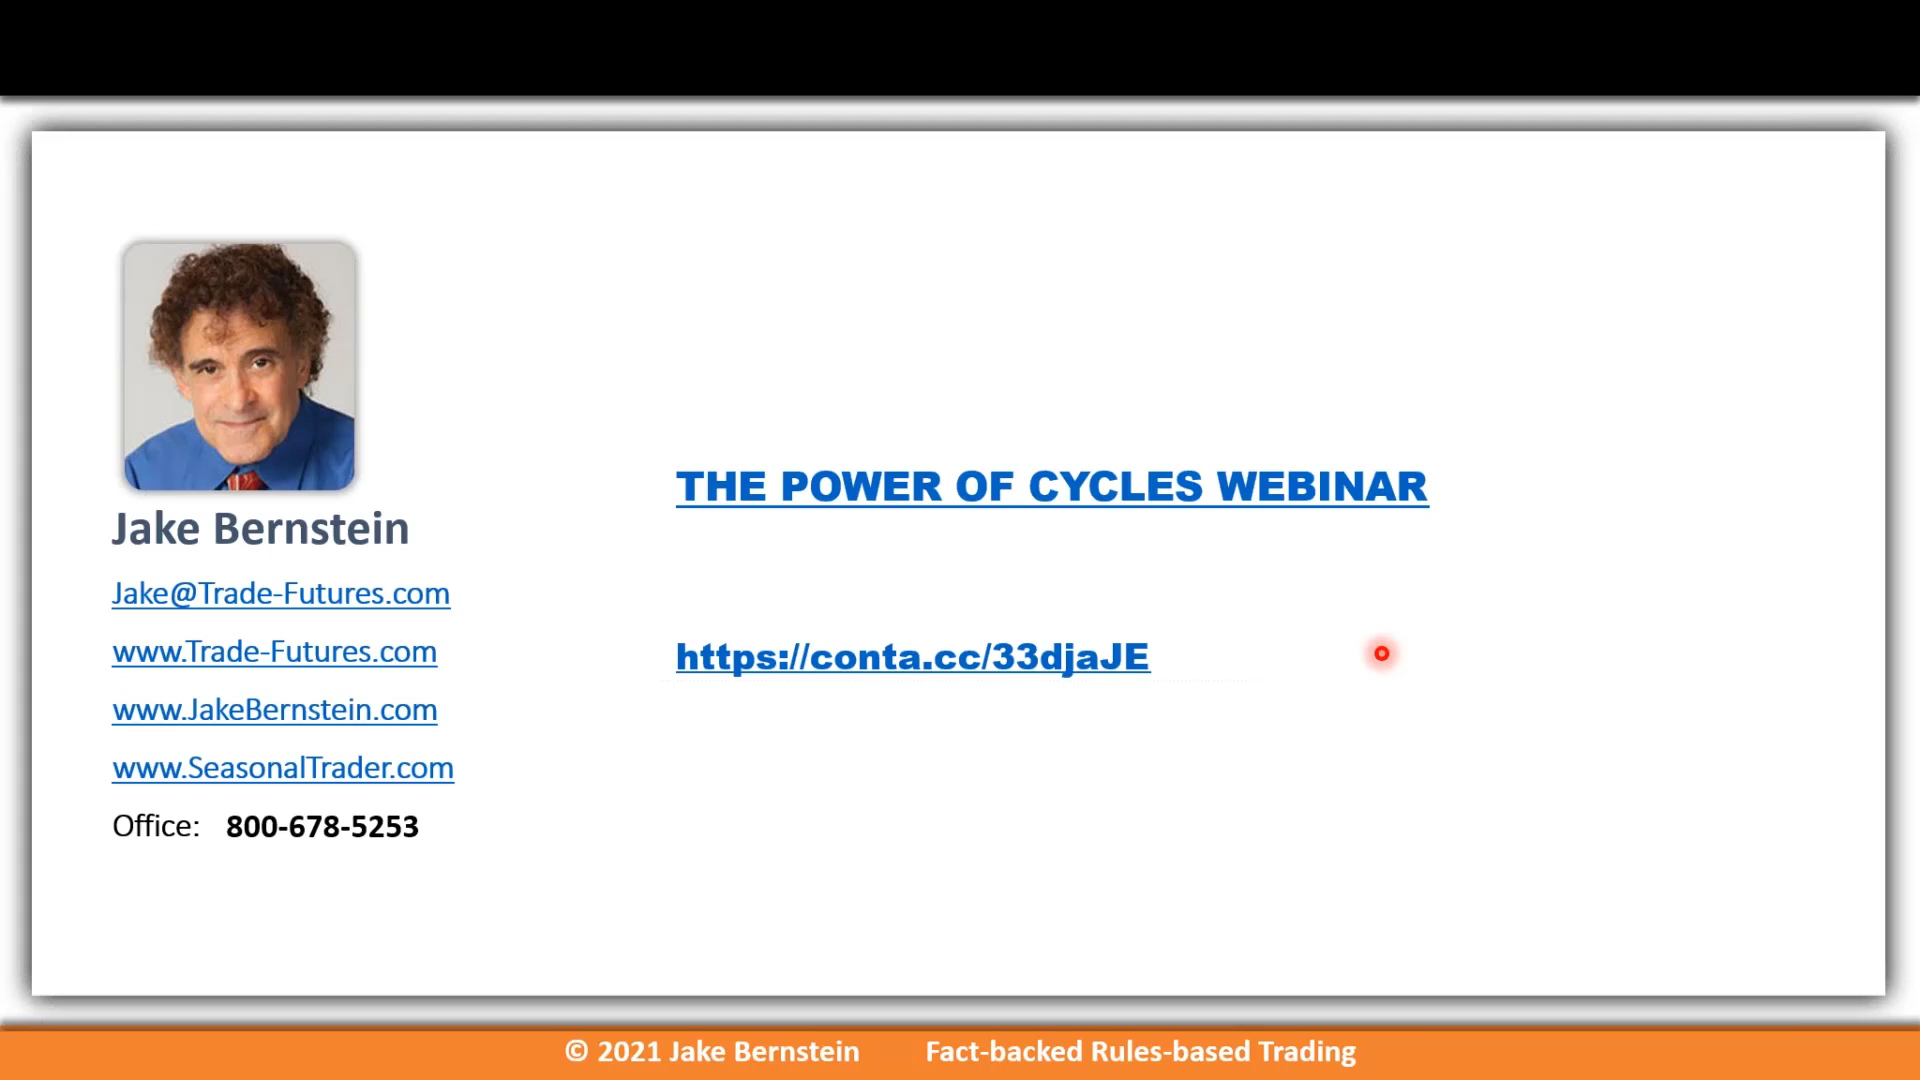 Jake Bernstein
Jake@Trade-Futures.com
www.Trade-Futures.com
www.JakeBernstein.com
www.SeasonalTrader.com
Office: 800-678-5253
THE POWER OF CYCLES WEBINAR
https://conta.cc/33djaJE
© 2021 Jake Bernstein Fact-backed Rules-based Trading